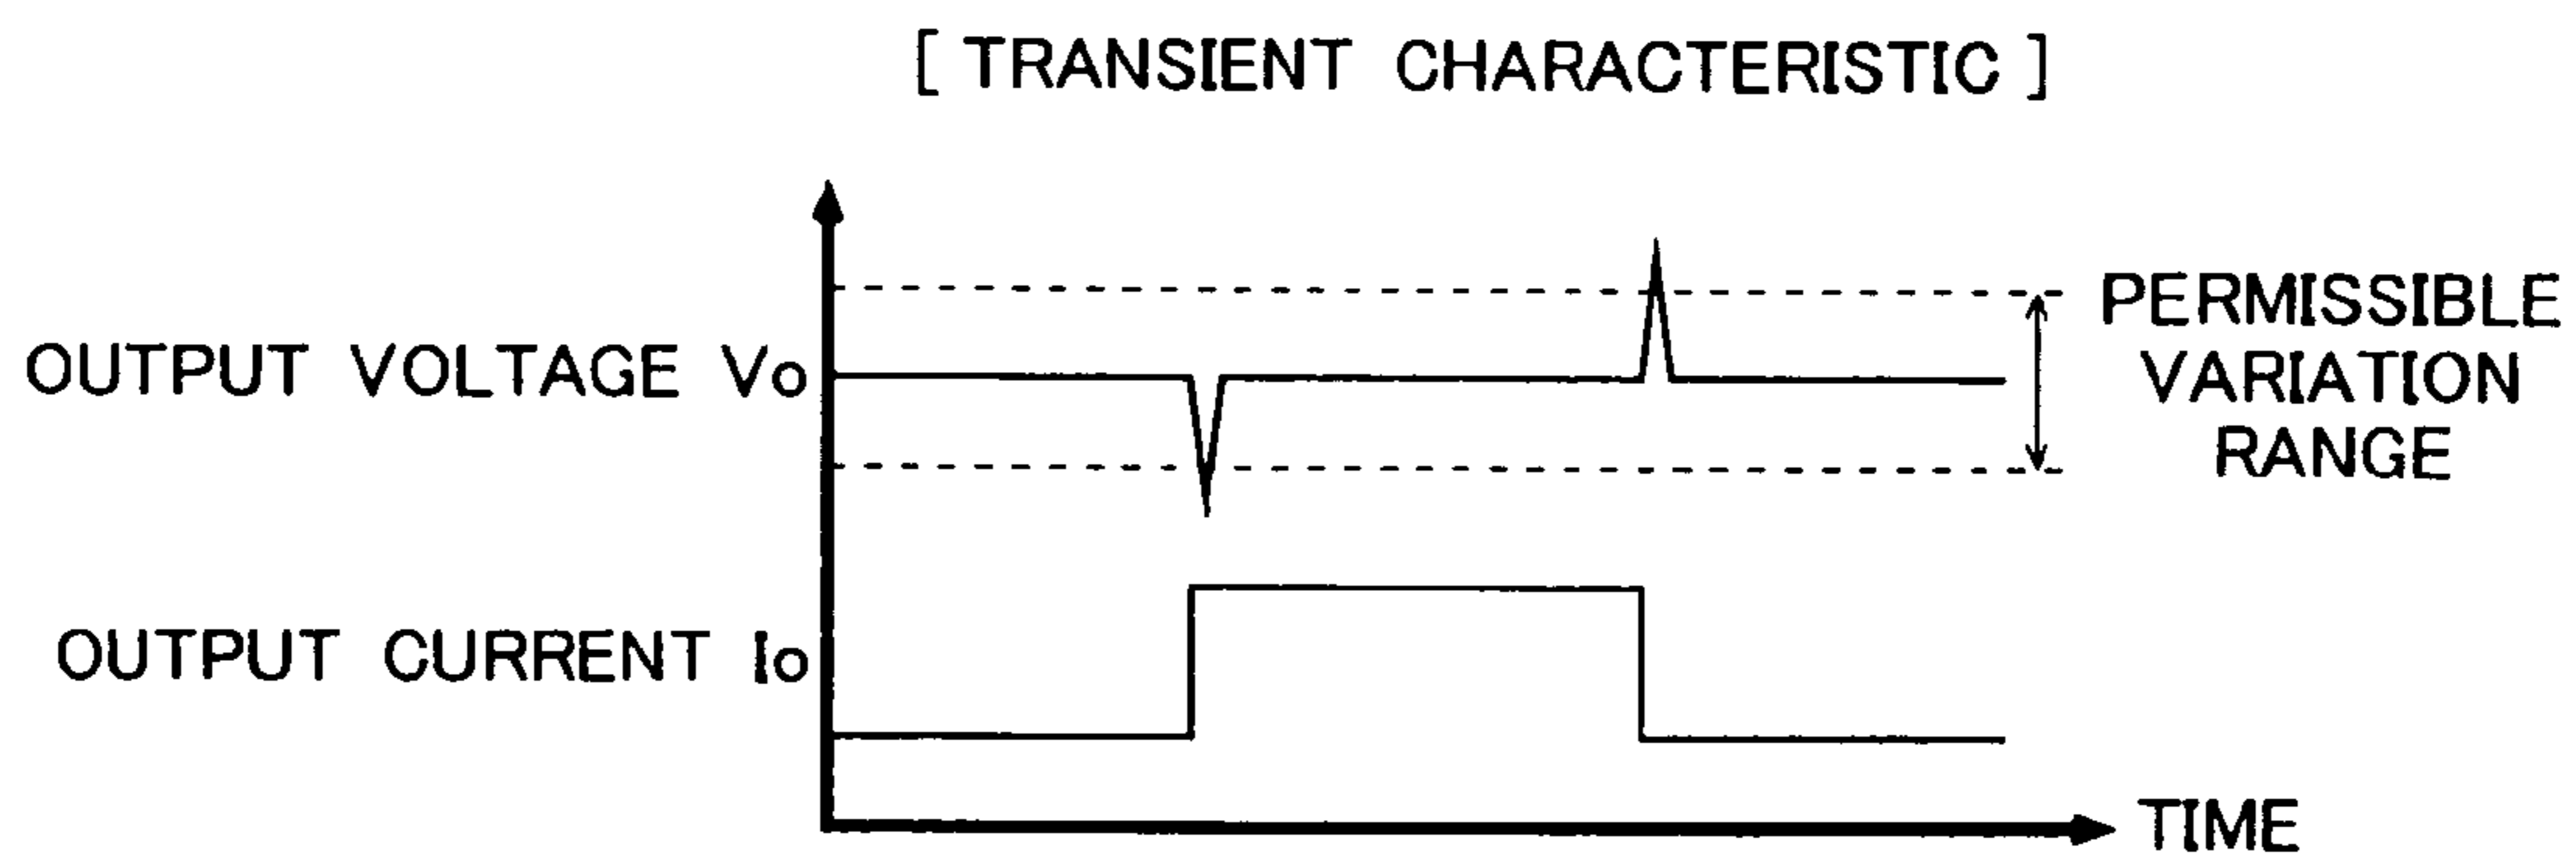 [ TRANSIENT CHARACTERISTIC ]
PERMISSIBLE
VARIATION
RANGE
OUTPUT VOLTAGE Vo
OUTPUT CURRENT Io
TIME